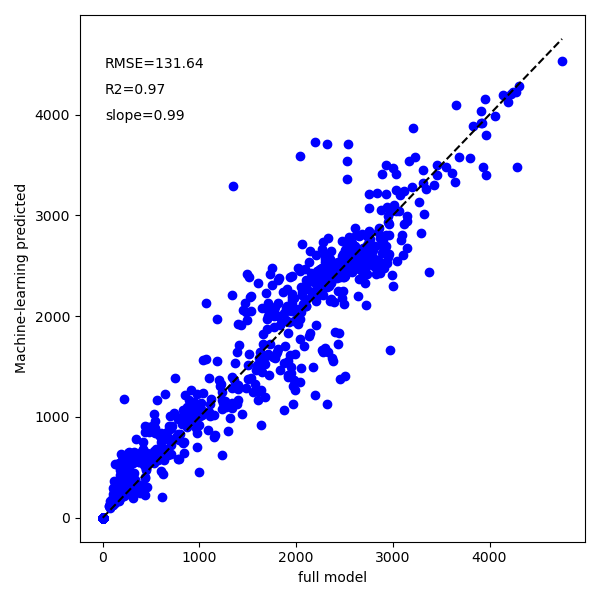 RMSE=131.64
R2=0.97
slope=0.99
4000
3000
2000
1000
0
Machine-learning predicted
0 1000 2000 3000 4000
full model